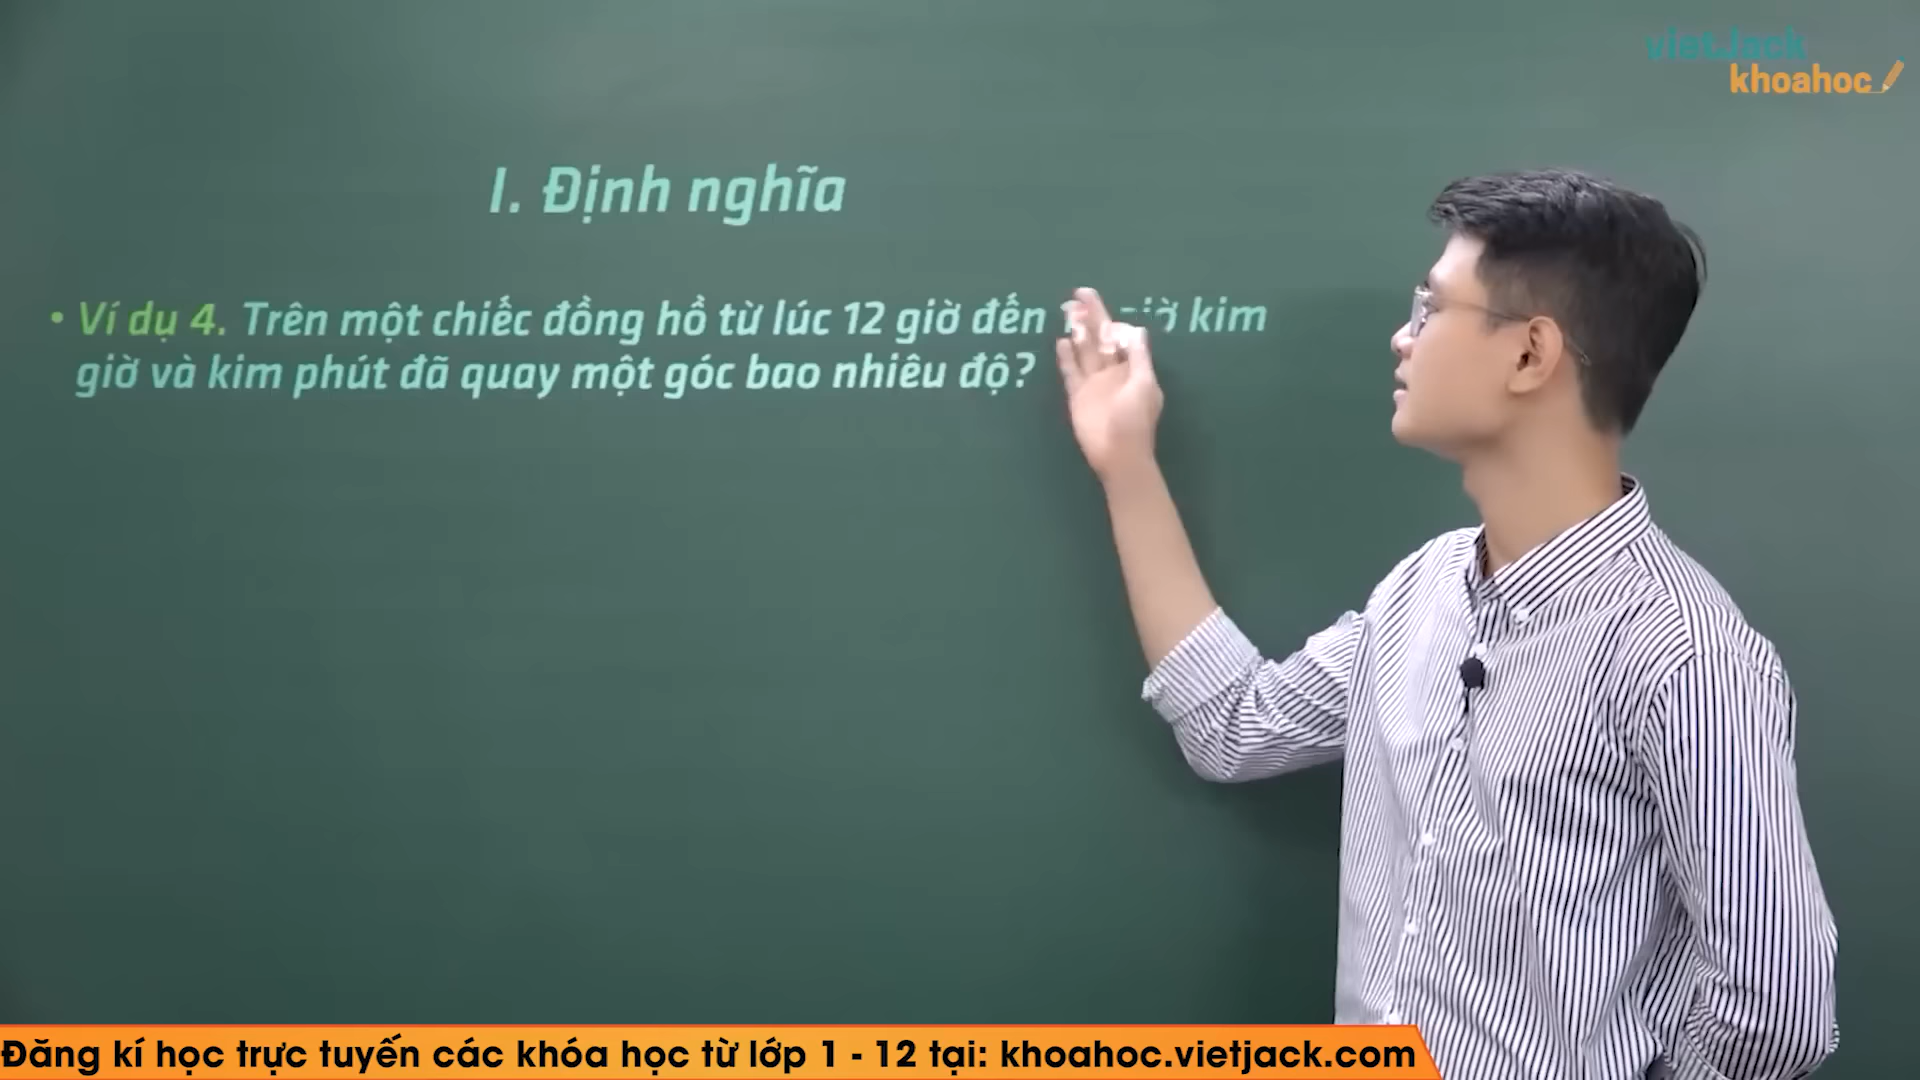 vietJack
khoahoc
I. Định nghĩa
• Ví dụ 4. Trên một chiếc đồng hồ từ lúc 12 giờ đến giờ kim
giờ và kim phút đã quay một góc bao nhiêu độ?
Đăng kí học trực tuyến các khóa học từ lớp 1 - 12 tại: khoahoc.vietjack.com